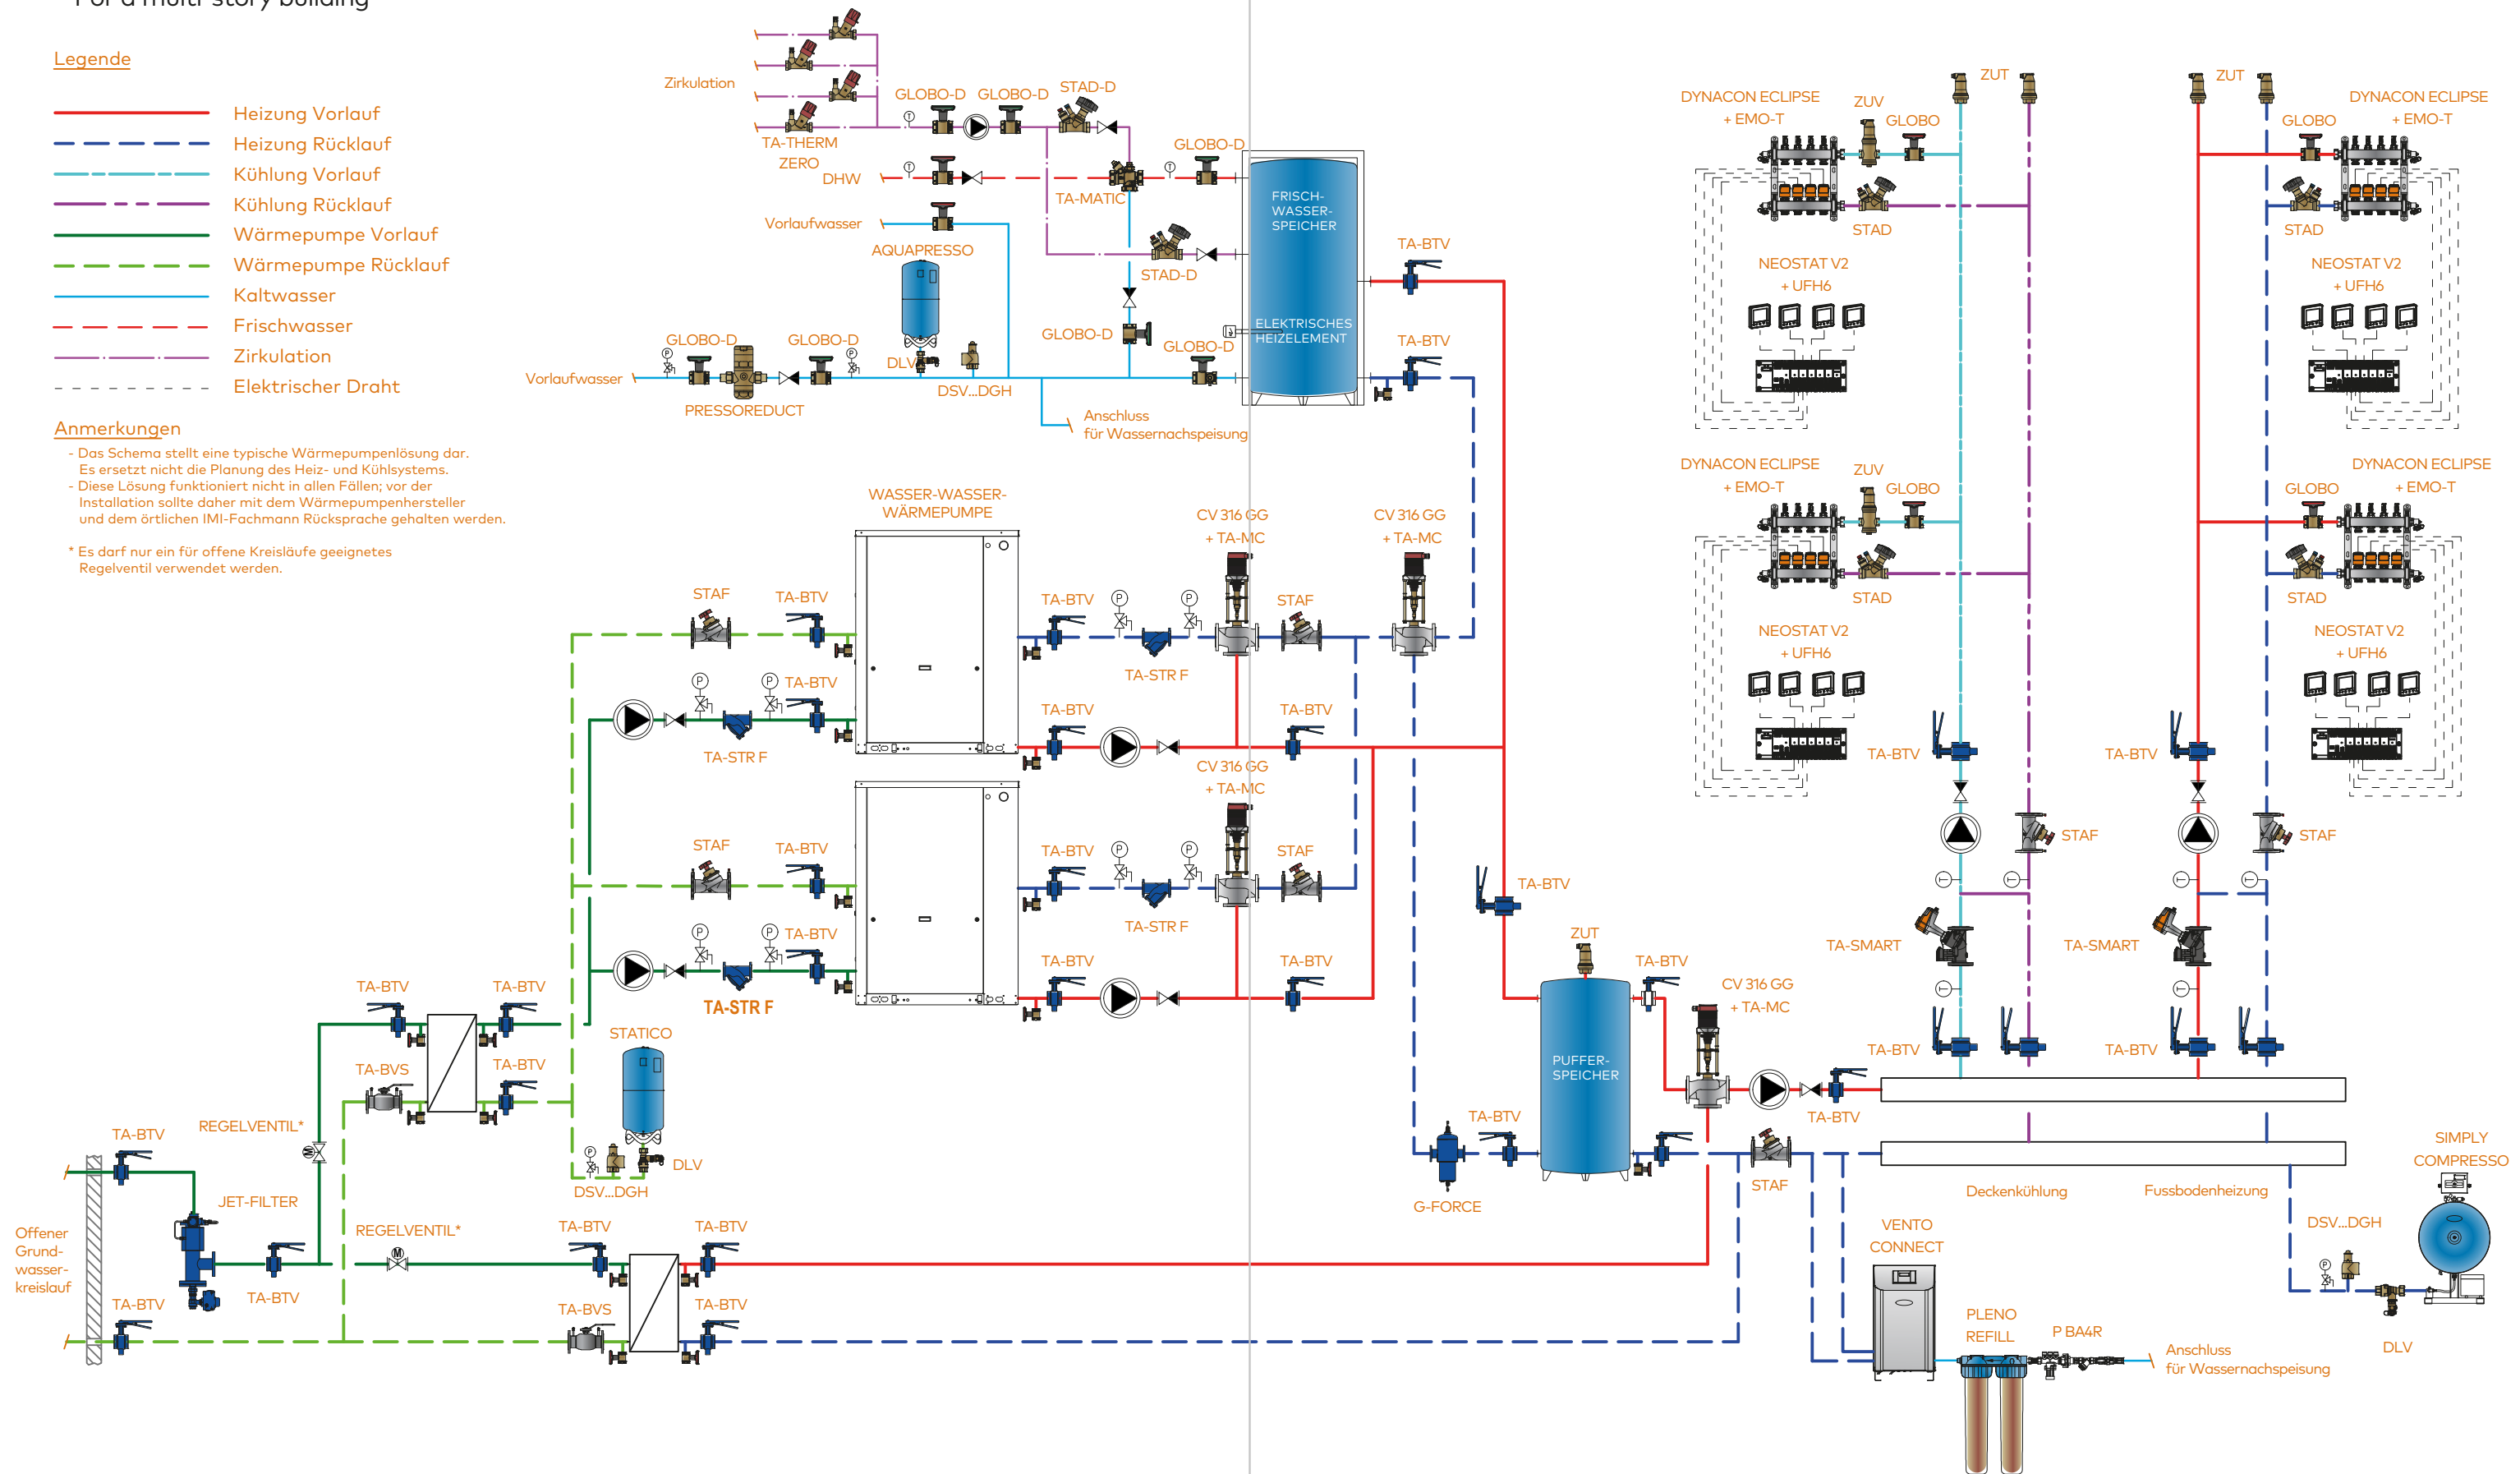 For a multi-story building
Legende
Heizung Vorlauf
Heizung Rücklauf
Kühlung Vorlauf
Kühlung Rücklauf
Wärmepumpe Vorlauf
Wärmepumpe Rücklauf
Kaltwasser
Frischwasser
Zirkulation
Elektrischer Draht
Anmerkungen
- Das Schema stellt eine typische Wärmepumpenlösung dar.
Es ersetzt nicht die Planung des Heiz- und Kühlsystems.
- Diese Lösung funktioniert nicht in allen Fällen; vor der
Installation sollte daher mit dem Wärmepumpenhersteller
und dem örtlichen IMI-Fachmann Rücksprache gehalten werden.
* Es darf nur ein für offene Kreisläufe geeignetes
Regelventil verwendet werden.
Zirkulation
TA-THERM
ZERO
GLOBO-D
GLOBO-D
STAD-D
T
DHW
T
TA-MATIC
T
GLOBO-D
Vorlaufwasser
AQUAPRESSO
STAD-D
FRISCH-
WASSER-
SPEICHER
ELEKTRISCHES
HEIZELEMENT
GLOBO-D
GLOBO-D
GLOBO-D
GLOBO-D
P
P
DLV
DSV...DGH
Vorlaufwasser
PRESSOREDUCT
Anschluss
für Wassernachspeisung
TA-BTV
TA-BTV
WASSER-WASSER-
WÄRMEPUMPE
CV 316 GG
+ TA-MC
CV 316 GG
+ TA-MC
STAF
TA-BTV
TA-BTV
P
P
STAF
TA-STR F
P
P
TA-BTV
TA-STR F
TA-BTV
TA-BTV
CV 316 GG
+ TA-MC
STAF
TA-BTV
TA-BTV
P
P
STAF
TA-STR F
P
P
TA-BTV
TA-STR F
TA-BTV
TA-BTV
TA-BTV
TA-BTV
TA-BTV
TA-BVS
STATICO
P
DLV
DSV...DGH
REGELVENTIL*
M
TA-BTV
JET-FILTER
TA-BTV
REGELVENTIL*
M
Offener
Grund-
wasser-
kreislauf
TA-BTV
TA-BTV
TA-BTV
TA-BVS
TA-BTV
TA-BTV
ZUT
TA-BTV
PUFFER-
SPEICHER
CV 316 GG
+ TA-MC
TA-BTV
TA-BTV
G-FORCE
STAF
DYNACON ECLIPSE
+ EMO-T
ZUV
GLOBO
ZUT
STAD
NEOSTAT V2
+ UFH6
ZUT
DYNACON ECLIPSE
+ EMO-T
GLOBO
STAD
NEOSTAT V2
+ UFH6
DYNACON ECLIPSE
+ EMO-T
ZUV
GLOBO
STAD
NEOSTAT V2
+ UFH6
DYNACON ECLIPSE
+ EMO-T
GLOBO
STAD
NEOSTAT V2
+ UFH6
TA-BTV
TA-BTV
STAF
STAF
T
T
T
T
TA-SMART
TA-SMART
T
T
TA-BTV
TA-BTV
Deckenkühlung
Fussbodenheizung
SIMPLY
COMPRESSO
DSV...DGH
P
DLV
VENTO
CONNECT
PLENO
REFILL
P BA4R
Anschluss
für Wassernachspeisung